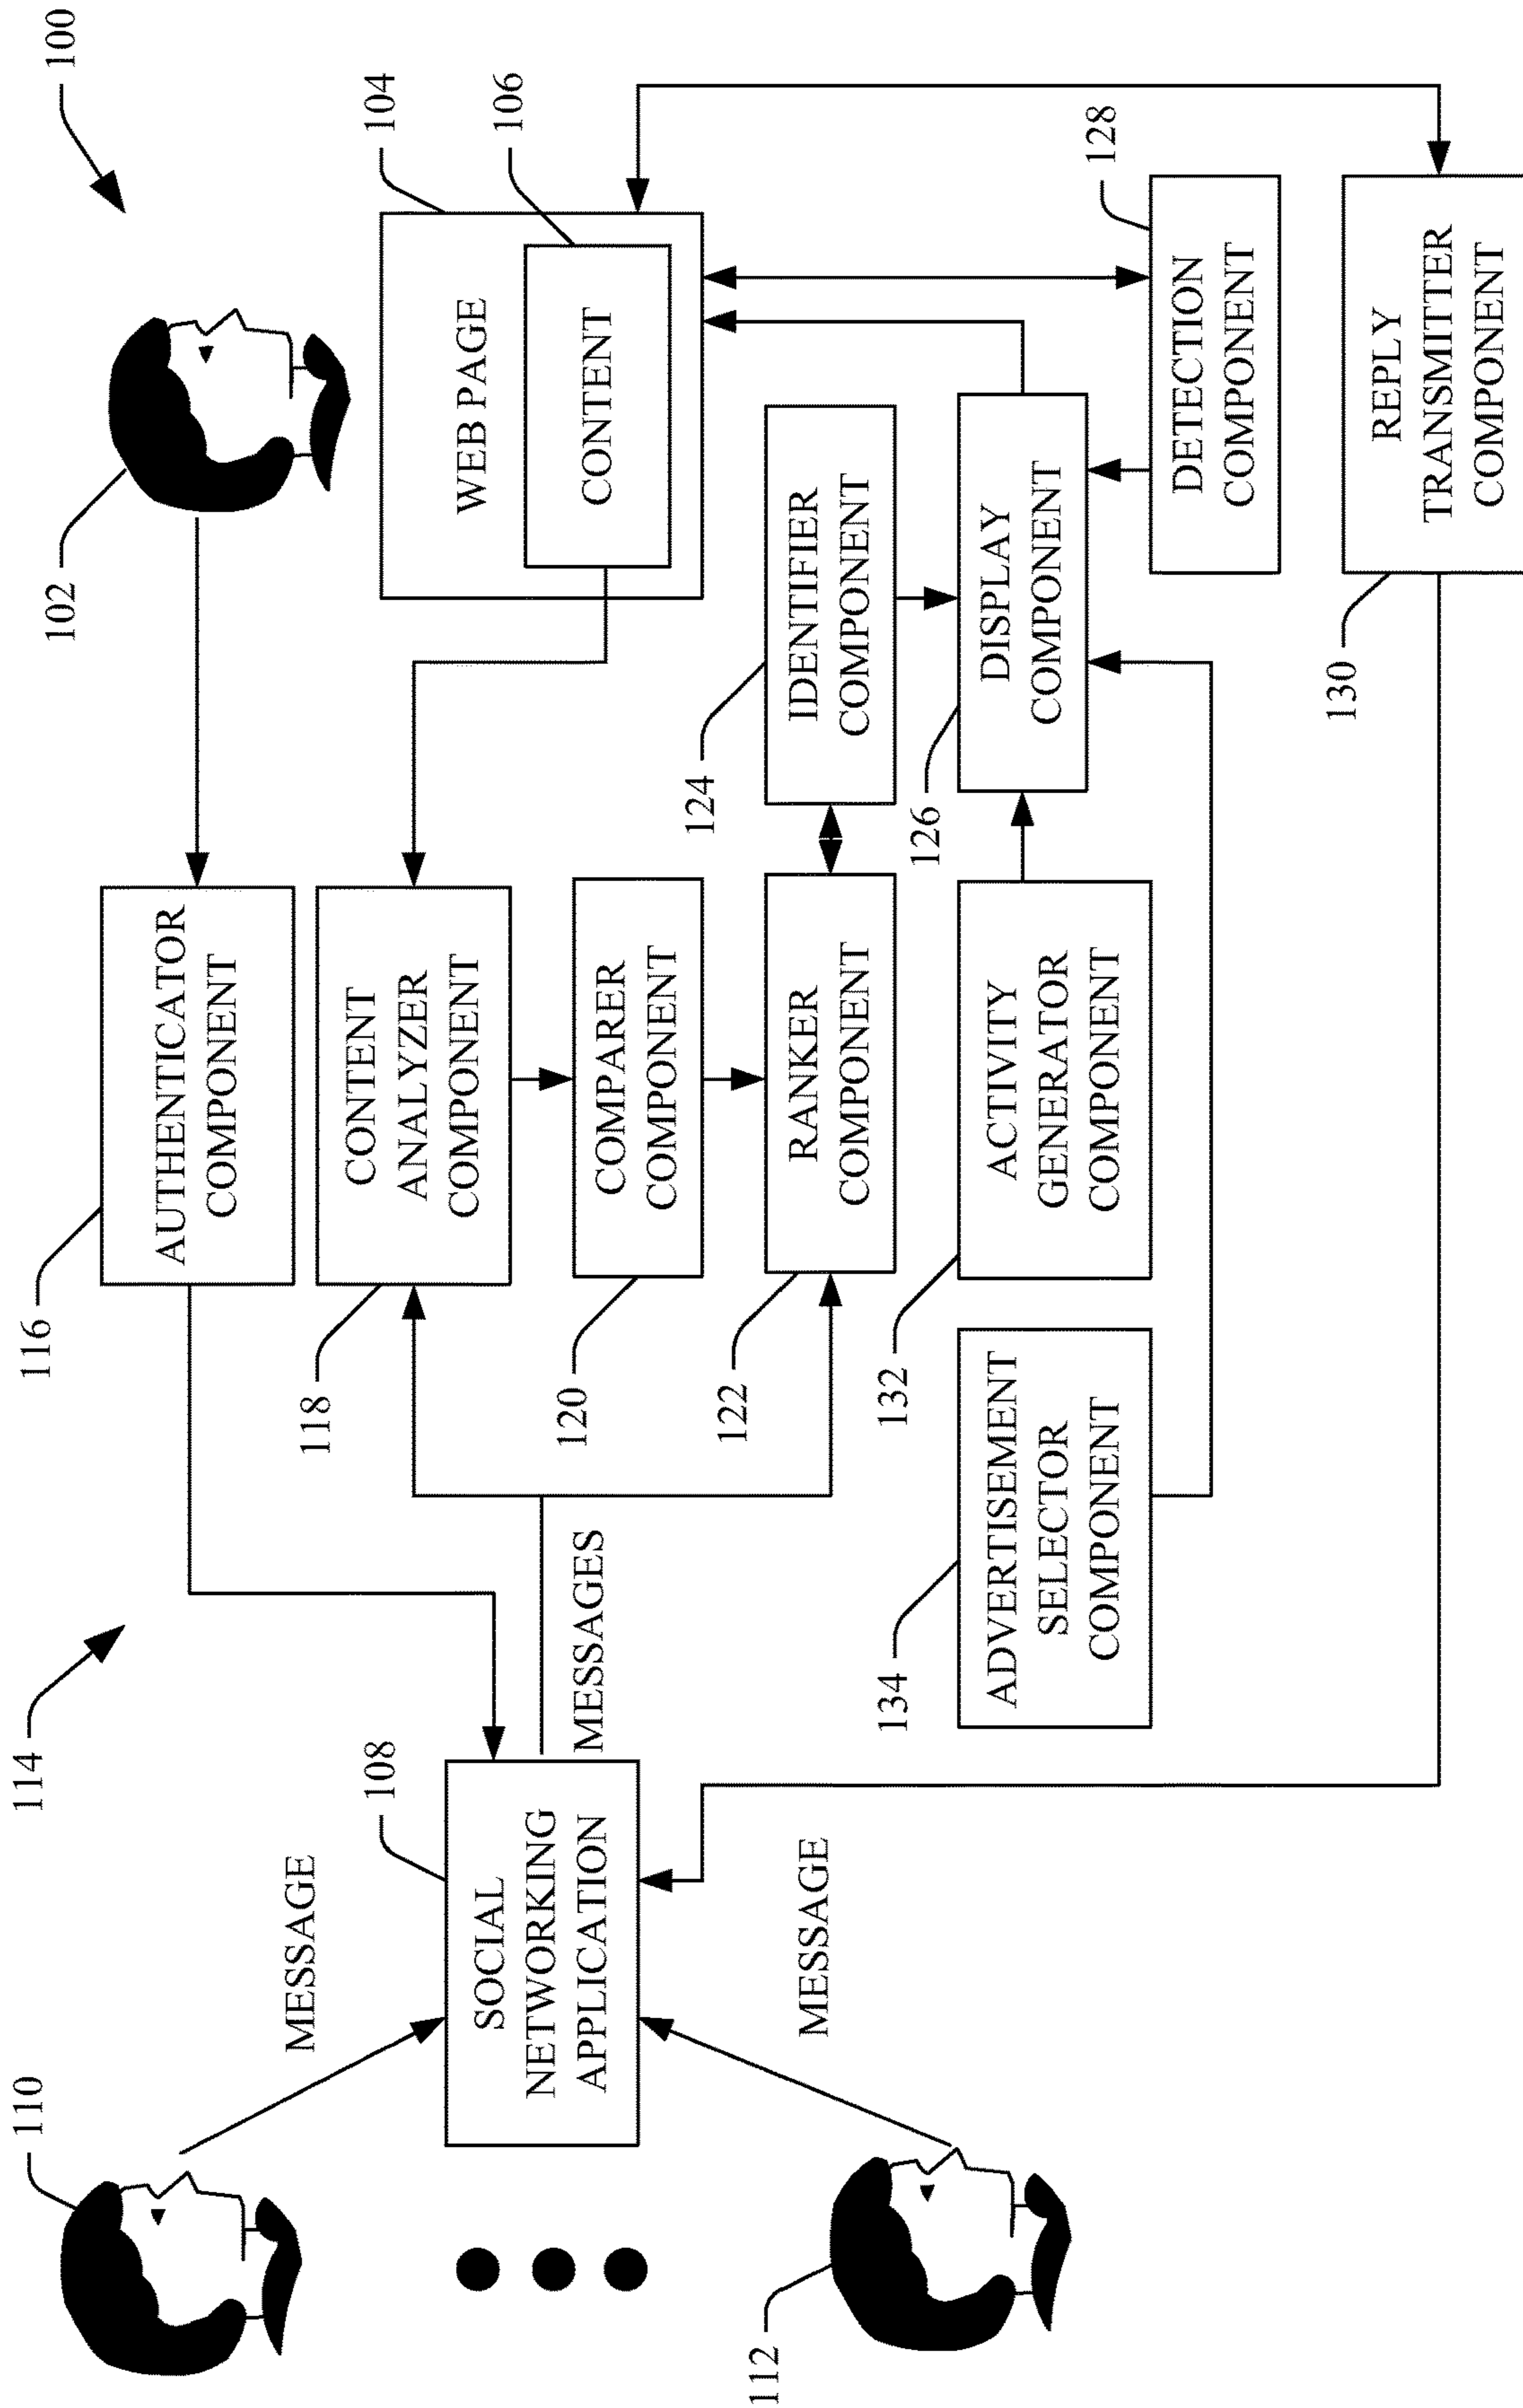 100
102
WEB PAGE
104
CONTENT
106
AUTHENTICATOR
COMPONENT
116
CONTENT
ANALYZER
COMPONENT
118
COMPARER
COMPONENT
120
RANKER
COMPONENT
122
IDENTIFIER
COMPONENT
124
DISPLAY
COMPONENT
126
DETECTION
COMPONENT
128
REPLY
TRANSMITTER
COMPONENT
130
ACTIVITY
GENERATOR
COMPONENT
132
ADVERTISEMENT
SELECTOR
COMPONENT
134
114
MESSAGES
SOCIAL
NETWORKING
APPLICATION
108
MESSAGE
MESSAGE
110
112